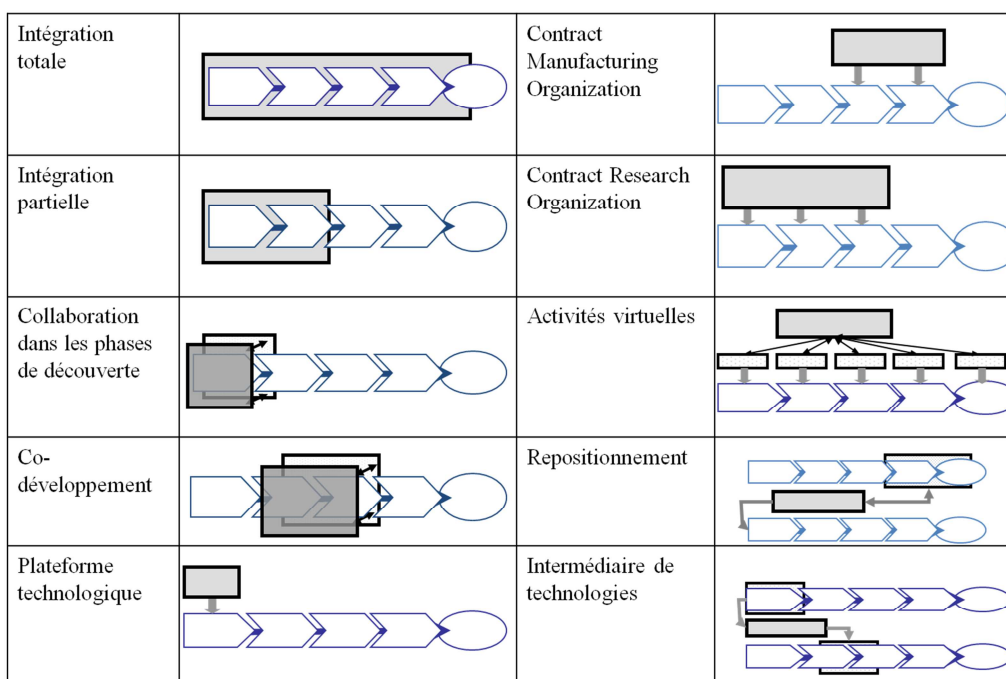 Intégration
totale
Contract
Manufacturing
Organization
Intégration
partielle
Contract Research
Organization
Collaboration
dans les phases
de découverte
Activités virtuelles
Co-
développement
Repositionnement
Plateforme
technologique
Intermédiaire de
technologies